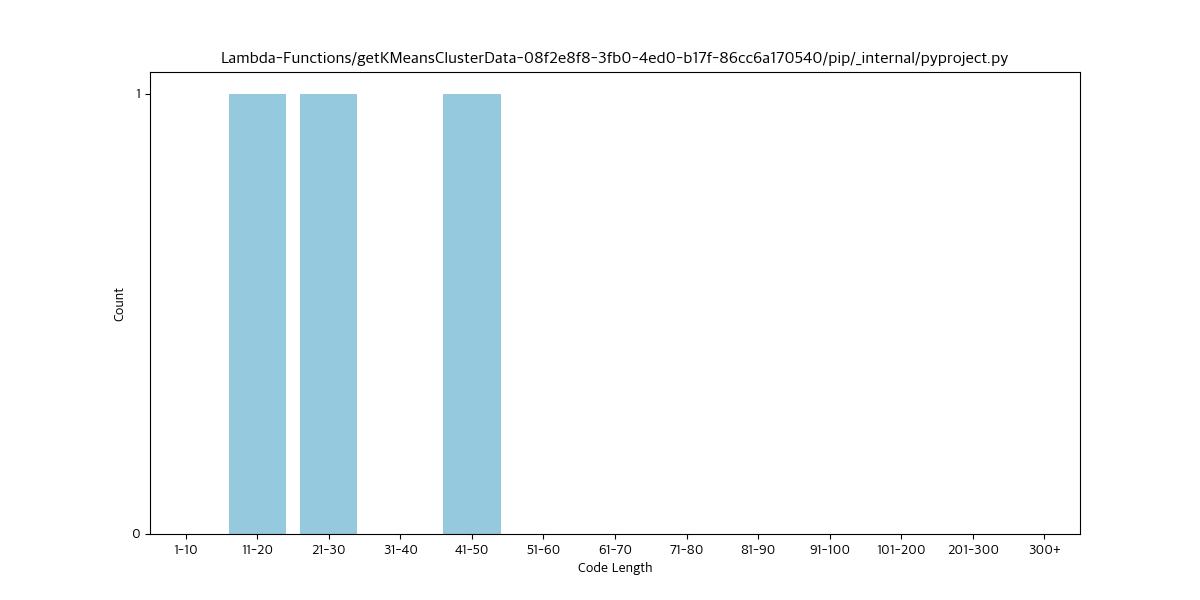 Lambda-Functions/getKMeansClusterData-08f2e8f8-3fb0-4ed0-b17f-86cc6a170540/pip/_internal/pyproject.py
1
Count
0
1-10 11-20 21-30 31-40 41-50 51-60 61-70 71-80 81-90 91-100 101-200 201-300 300+
Code Length